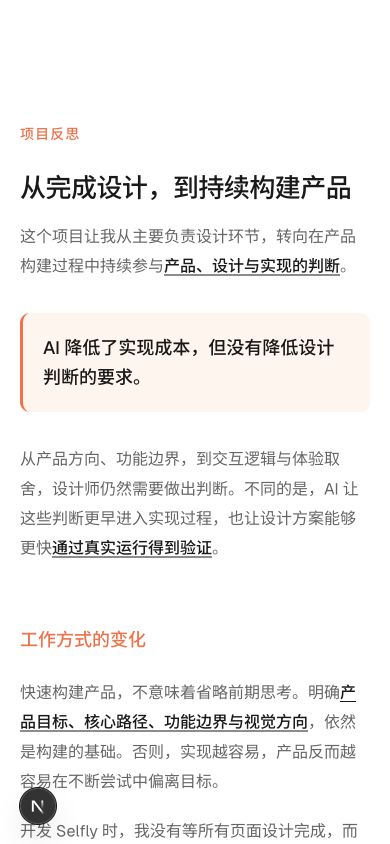 项目反思
从完成设计，到持续构建产品
这个项目让我从主要负责设计环节，转向在产品
构建过程中持续参与产品、设计与实现的判断。
AI 降低了实现成本，但没有降低设计
判断的要求。
从产品方向、功能边界，到交互逻辑与体验取
舍，设计师仍然需要做出判断。不同的是，AI 让
这些判断更早进入实现过程，也让设计方案能够
更快通过真实运行得到验证。
工作方式的变化
快速构建产品，不意味着省略前期思考。明确产
品目标、核心路径、功能边界与视觉方向，依然
是构建的基础。否则，实现越容易，产品反而越
容易在不断尝试中偏离目标。
N
开发 Selfly 时，我没有等所有页面设计完成，而